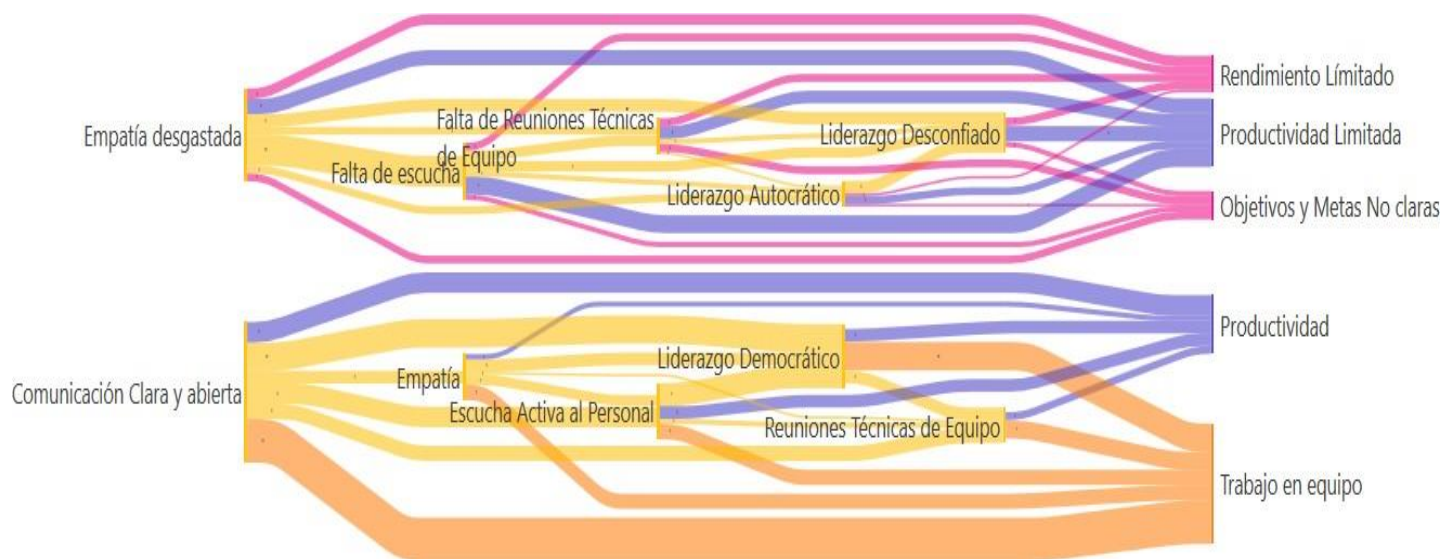 Empatía desgastada
Falta de escucha
Falta de Reuniones Técnicas
de Equipo
Liderazgo Autocrático
Liderazgo Desconfiado
Rendimiento Límitado
Productividad Limitada
Objetivos y Metas No claras
Comunicación Clara y abierta
Empatía
Escucha Activa al Personal
Liderazgo Democrático
Reuniones Técnicas de Equipo
Productividad
Trabajo en equipo